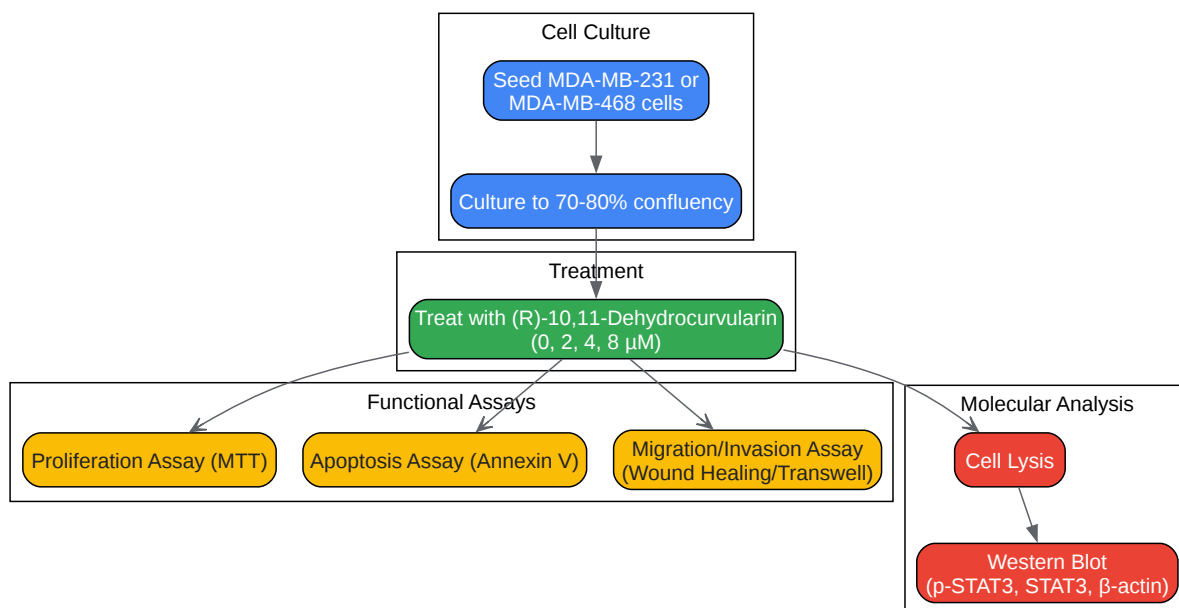 Cell Culture
Seed MDA-MB-231 or
MDA-MB-468 cells
Culture to 70-80% confluency
Treatment
Treat with (R)-10,11-Dehydrocurvularin
(0, 2, 4, 8 µM)
Functional Assays
Proliferation Assay (MTT)
Apoptosis Assay (Annexin V)
Migration/Invasion Assay
(Wound Healing/Transwell)
Molecular Analysis
Cell Lysis
Western Blot
(p-STAT3, STAT3, β-actin)